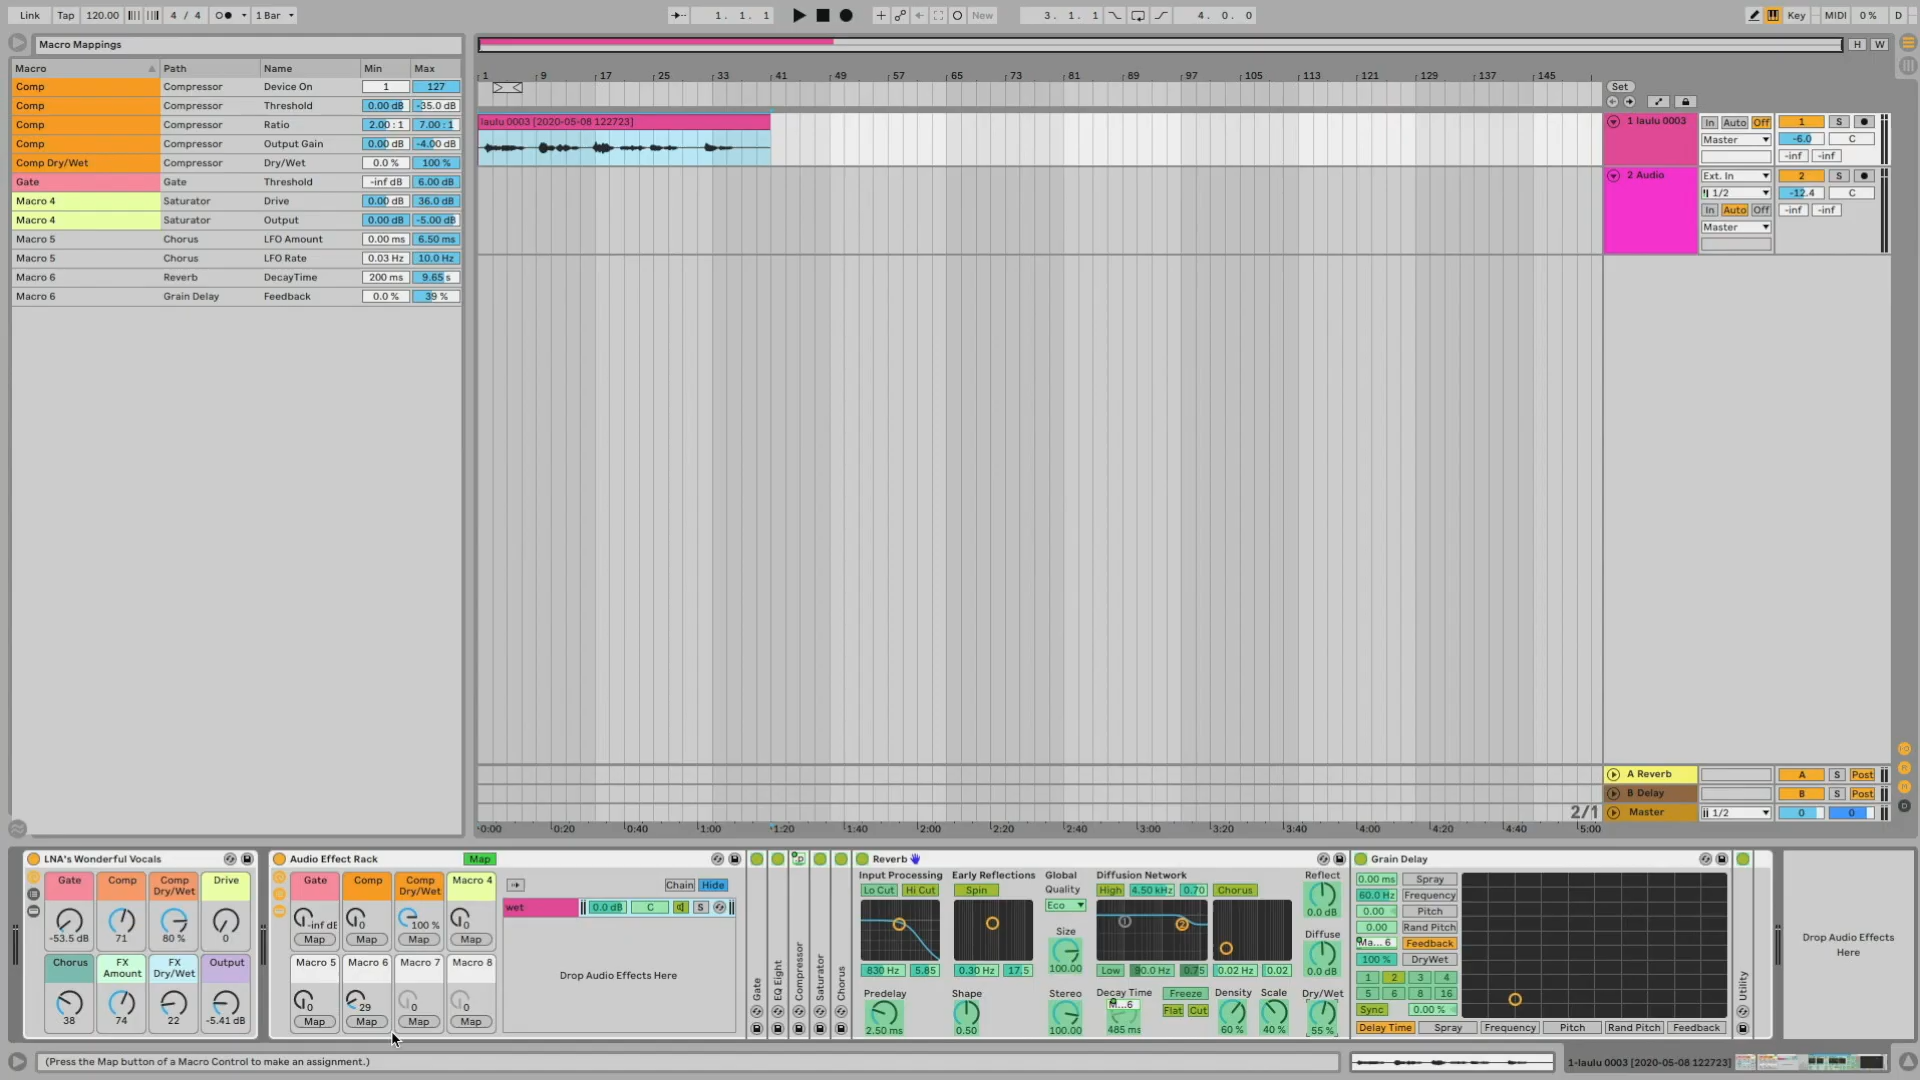 Link Tap 120.00 4 / 4 1 Bar 1. 1. 1 New 3. 1. 1 4. 0. 0 Key MIDI 0 % D
Macro Mappings H W
Macro Path Name Min Max
Comp Compressor Device On 1 127
Comp Compressor Threshold 0.00 dB -35.0 dB
Comp Compressor Ratio 2.00 : 1 7.00 : 1
Comp Compressor Output Gain 0.00 dB -4.00 dB
Comp Dry/Wet Compressor Dry/Wet 0.0 % 100 %
Gate Gate Threshold -inf dB 6.00 dB
Macro 4 Saturator Drive 0.00 dB 36.0 dB
Macro 4 Saturator Output 0.00 dB -5.00 dB
Macro 5 Chorus LFO Amount 0.00 ms 6.50 ms
Macro 5 Chorus LFO Rate 0.03 Hz 10.0 Hz
Macro 6 Reverb DecayTime 200 ms 9.65 s
Macro 6 Grain Delay Feedback 0.0 % 39 %
1 9 17 25 33 41 49 57 65 73 81 89 97 105 113 121 129 137 145
Set
laulu 0003 [2020-05-08 122723]
1 laulu 0003 In Auto Off 1 S
Master -6.0 C
-inf -inf
2 Audio Ext. In 2 S
1/2 -12.4 C
In Auto Off -inf -inf
Master
A Reverb A S Post
B Delay B S Post
2/1 Master 1/2 0 0
0:00 0:20 0:40 1:00 1:20 1:40 2:00 2:20 2:40 3:00 3:20 3:40 4:00 4:20 4:40 5:00
LNA's Wonderful Vocals
Gate Comp Comp Dry/Wet Drive
-53.5 dB 71 80 % 0
Chorus FX Amount FX Dry/Wet Output
38 74 22 -5.41 dB
Audio Effect Rack Map
Gate Comp Comp Dry/Wet Macro 4
-inf dB 0 100 % 0
Map Map Map Map
Macro 5 Macro 6 Macro 7 Macro 8
0 29 0 0
Map Map Map Map
Chain Hide
wet 0.0 dB C S
Drop Audio Effects Here
Gate
EQ Eight
Compressor
Saturator
Chorus
Reverb
Input Processing Early Reflections Global Diffusion Network Reflect
Lo Cut Hi Cut Spin Quality High 4.50 kHz 0.70 Chorus
Eco
0.0 dB
Size Diffuse
100.00 0.0 dB
830 Hz 5.85 0.30 Hz 17.5 Low 90.0 Hz 0.75 0.02 Hz 0.02
Predelay Shape Stereo Decay Time Freeze Density Scale Dry/Wet
M...6 Flat Cut
2.50 ms 0.50 100.00 485 ms 60 % 40 % 55 %
Grain Delay
0.00 ms Spray
60.0 Hz Frequency
0.00 Pitch
0.00 Rand Pitch
Ma... 6 Feedback
100 % DryWet
1 2 3 4
5 6 8 16
Sync 0.00 %
Delay Time Spray Frequency Pitch Rand Pitch Feedback
Utility
Drop Audio Effects
Here
(Press the Map button of a Macro Control to make an assignment.) 1-laulu 0003 [2020-05-08 122723]